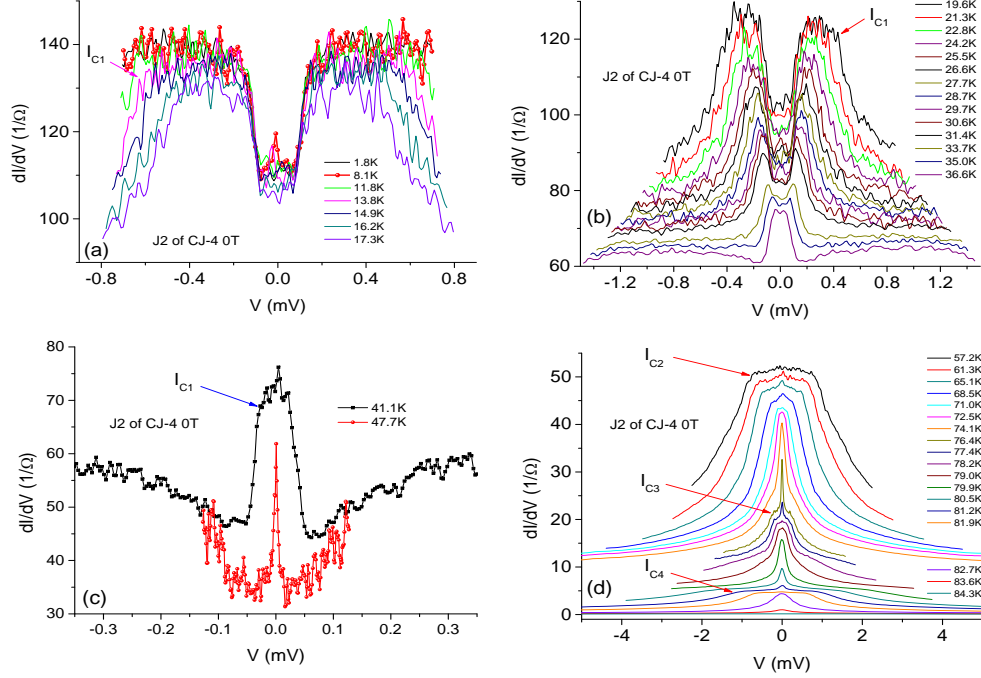 140
120
100
dI/dV (1/Ω)
I_C1
1.8K
8.1K
11.8K
13.8K
14.9K
16.2K
17.3K
(a)
J2 of CJ-4 0T
-0.8 -0.4 0.0 0.4 0.8
V (mV)
120
100
80
60
dI/dV (1/Ω)
I_C1
J2 of CJ-4 0T
19.6K
21.3K
22.8K
24.2K
25.5K
26.6K
27.7K
28.7K
29.7K
30.6K
31.4K
33.7K
35.0K
36.6K
(b)
-1.2 -0.8 -0.4 0.0 0.4 0.8 1.2
V (mV)
80
70
60
50
40
30
dI/dV (1/Ω)
I_C1
41.1K
47.7K
J2 of CJ-4 0T
(c)
-0.3 -0.2 -0.1 0.0 0.1 0.2 0.3
V (mV)
50
40
30
20
10
0
dI/dV (1/Ω)
I_C2
J2 of CJ-4 0T
I_C3
I_C4
57.2K
61.3K
65.1K
68.5K
71.0K
72.5K
74.1K
76.4K
77.4K
78.2K
79.0K
79.9K
80.5K
81.2K
81.9K
82.7K
83.6K
84.3K
(d)
-4 -2 0 2 4
V (mV)